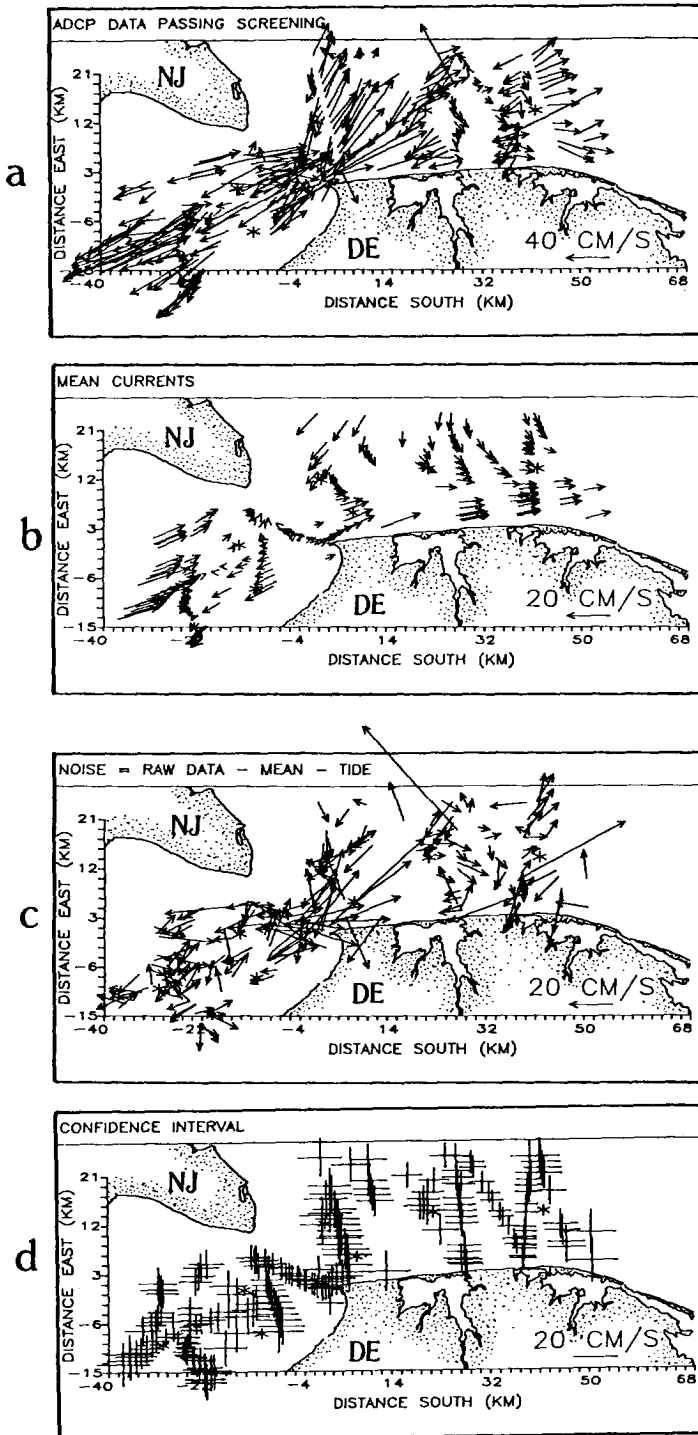 a
ADCP DATA PASSING SCREENING
DISTANCE EAST (KM)
21
12
3
-6
NJ
DE
40 CM/S
-40 -4 14 32 50 68
DISTANCE SOUTH (KM)
b
MEAN CURRENTS
DISTANCE EAST (KM)
21
12
3
-6
-15
NJ
DE
20 CM/S
-40 -4 14 32 50 68
DISTANCE SOUTH (KM)
c
NOISE = RAW DATA - MEAN - TIDE
DISTANCE EAST (KM)
21
12
3
-6
-15
NJ
DE
20 CM/S
-40 -22 -4 14 32 50 68
DISTANCE SOUTH (KM)
d
CONFIDENCE INTERVAL
DISTANCE EAST (KM)
21
12
3
-6
-15
NJ
DE
20 CM/S
-40 -4 14 32 50 68
DISTANCE SOUTH (KM)